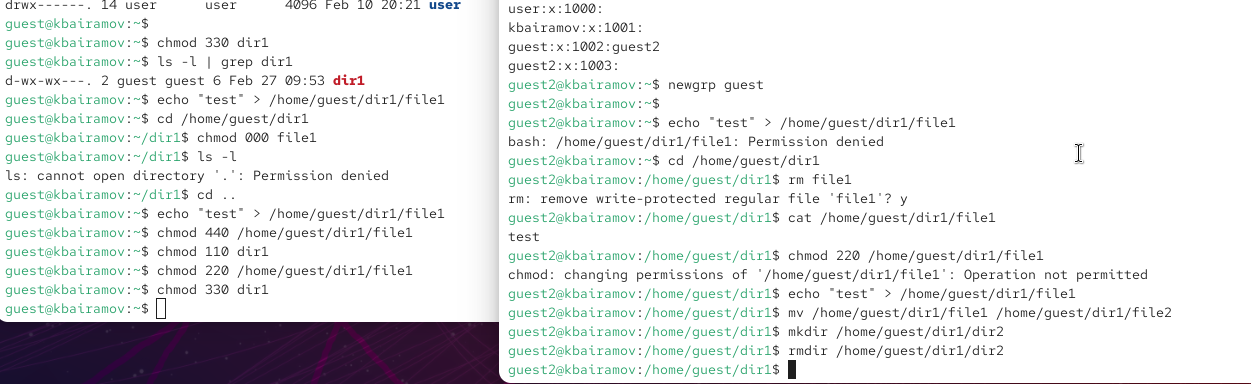 drwx------. 14 user      user      4096 Feb 10 20:21 user
guest@kbairamov:~$
guest@kbairamov:~$ chmod 330 dir1
guest@kbairamov:~$ ls -l | grep dir1
d-wx-wx---. 2 guest guest 6 Feb 27 09:53 dir1
guest@kbairamov:~$ echo "test" > /home/guest/dir1/file1
guest@kbairamov:~$ cd /home/guest/dir1
guest@kbairamov:~/dir1$ chmod 000 file1
guest@kbairamov:~/dir1$ ls -l
ls: cannot open directory '.': Permission denied
guest@kbairamov:~/dir1$ cd ..
guest@kbairamov:~$ echo "test" > /home/guest/dir1/file1
guest@kbairamov:~$ chmod 440 /home/guest/dir1/file1
guest@kbairamov:~$ chmod 110 dir1
guest@kbairamov:~$ chmod 220 /home/guest/dir1/file1
guest@kbairamov:~$ chmod 330 dir1
guest@kbairamov:~$
user:x:1000:
kbairamov:x:1001:
guest:x:1002:guest2
guest2:x:1003:
guest2@kbairamov:~$ newgrp guest
guest2@kbairamov:~$
guest2@kbairamov:~$ echo "test" > /home/guest/dir1/file1
bash: /home/guest/dir1/file1: Permission denied
guest2@kbairamov:~$ cd /home/guest/dir1
guest2@kbairamov:/home/guest/dir1$ rm file1
rm: remove write-protected regular file 'file1'? y
guest2@kbairamov:/home/guest/dir1$ cat /home/guest/dir1/file1
test
guest2@kbairamov:/home/guest/dir1$ chmod 220 /home/guest/dir1/file1
chmod: changing permissions of '/home/guest/dir1/file1': Operation not permitted
guest2@kbairamov:/home/guest/dir1$ echo "test" > /home/guest/dir1/file1
guest2@kbairamov:/home/guest/dir1$ mv /home/guest/dir1/file1 /home/guest/dir1/file2
guest2@kbairamov:/home/guest/dir1$ mkdir /home/guest/dir1/dir2
guest2@kbairamov:/home/guest/dir1$ rmdir /home/guest/dir1/dir2
guest2@kbairamov:/home/guest/dir1$